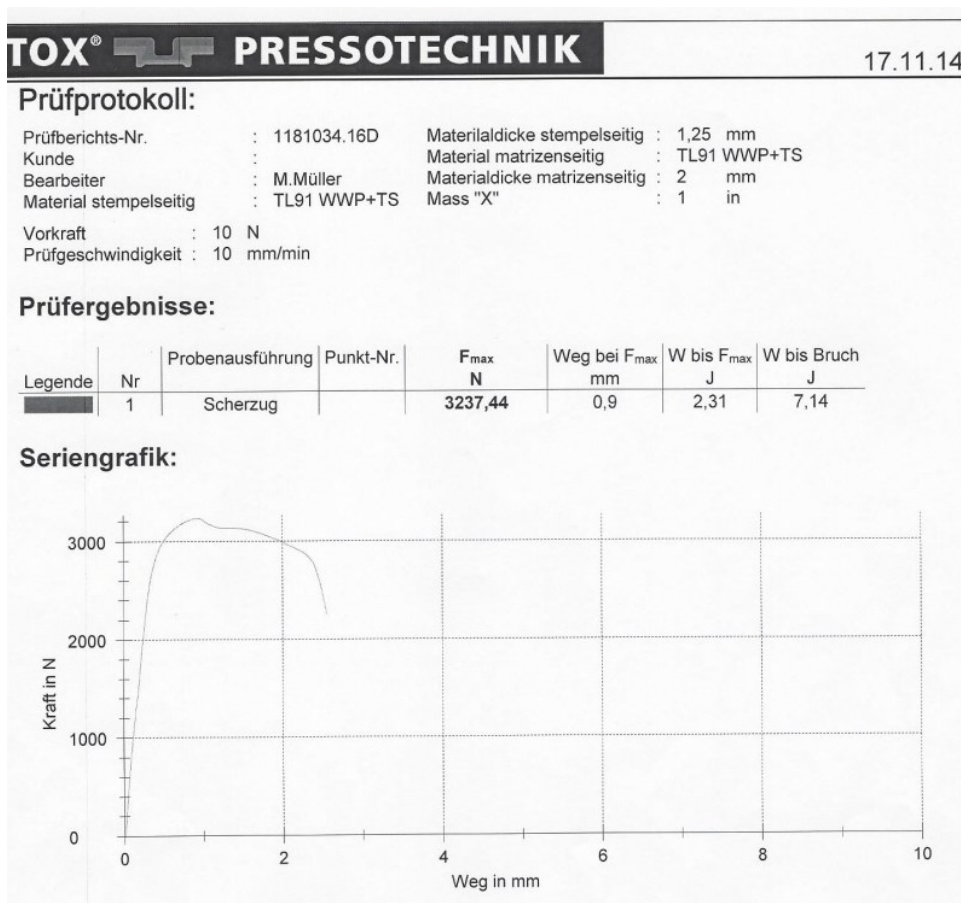 TOX® PRESSOTECHNIK
17.11.14
Prüfprotokoll:
Prüfberichts-Nr. : 1181034.16D Materilaldicke stempelseitig : 1,25 mm
Kunde : Material matrizenseitig : TL91 WWP+TS
Bearbeiter : M.Müller Materialdicke matrizenseitig : 2 mm
Material stempelseitig : TL91 WWP+TS Mass "X" : 1 in
Vorkraft : 10 N
Prüfgeschwindigkeit : 10 mm/min
Prüfergebnisse:
Probenausführung Punkt-Nr. Fmax Weg bei Fmax W bis Fmax W bis Bruch
Legende Nr N mm J J
1 Scherzug 3237,44 0,9 2,31 7,14
Seriengrafik:
3000
2000
1000
0
Kraft in N
0 2 4 6 8 10
Weg in mm